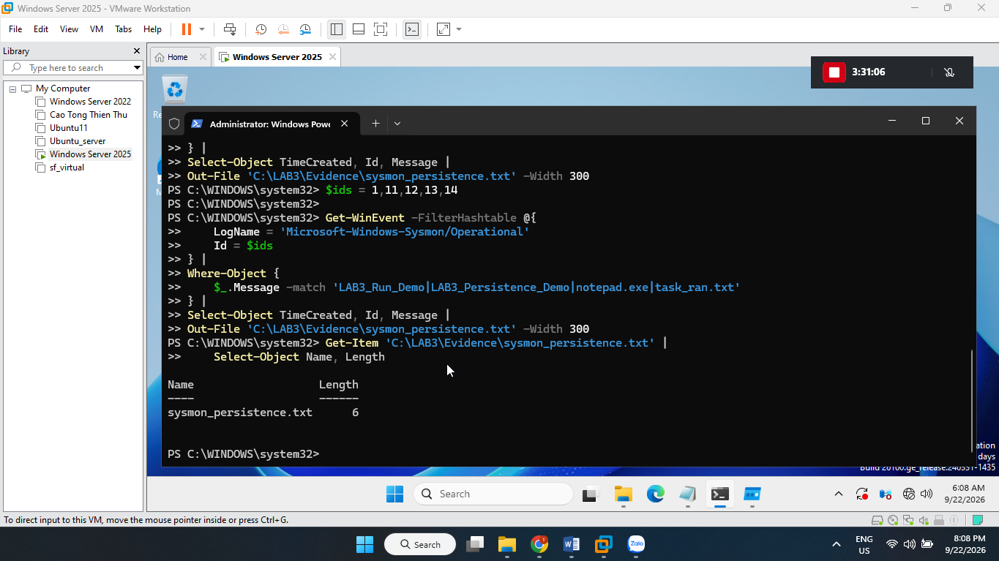 Windows Server 2025 - VMware Workstation
File Edit View VM Tabs Help
Library
Type here to search
My Computer
Windows Server 2022
Cao Tong Thien Thu
Ubuntu11
Ubuntu_server
Windows Server 2025
sf_virtual
Home
Windows Server 2025
3:31:06
Administrator: Windows Powe
>> } |
>> Select-Object TimeCreated, Id, Message |
>> Out-File 'C:\LAB3\Evidence\sysmon_persistence.txt' -Width 300
PS C:\WINDOWS\system32> $ids = 1,11,12,13,14
PS C:\WINDOWS\system32>
PS C:\WINDOWS\system32> Get-WinEvent -FilterHashtable @{
>>     LogName = 'Microsoft-Windows-Sysmon/Operational'
>>     Id = $ids
>> } |
>> Where-Object {
>>     $_.Message -match 'LAB3_Run_Demo|LAB3_Persistence_Demo|notepad.exe|task_ran.txt'
>> } |
>> Select-Object TimeCreated, Id, Message |
>> Out-File 'C:\LAB3\Evidence\sysmon_persistence.txt' -Width 300
PS C:\WINDOWS\system32> Get-Item 'C:\LAB3\Evidence\sysmon_persistence.txt' |
>>     Select-Object Name, Length
Name                   Length
----                   ------
sysmon_persistence.txt      6
PS C:\WINDOWS\system32>
ation
days
Build 26100.ge_release.240331-1435
Search
6:08 AM
9/22/2026
To direct input to this VM, move the mouse pointer inside or press Ctrl+G.
Search
Zalo
ENG
US
8:08 PM
9/22/2026